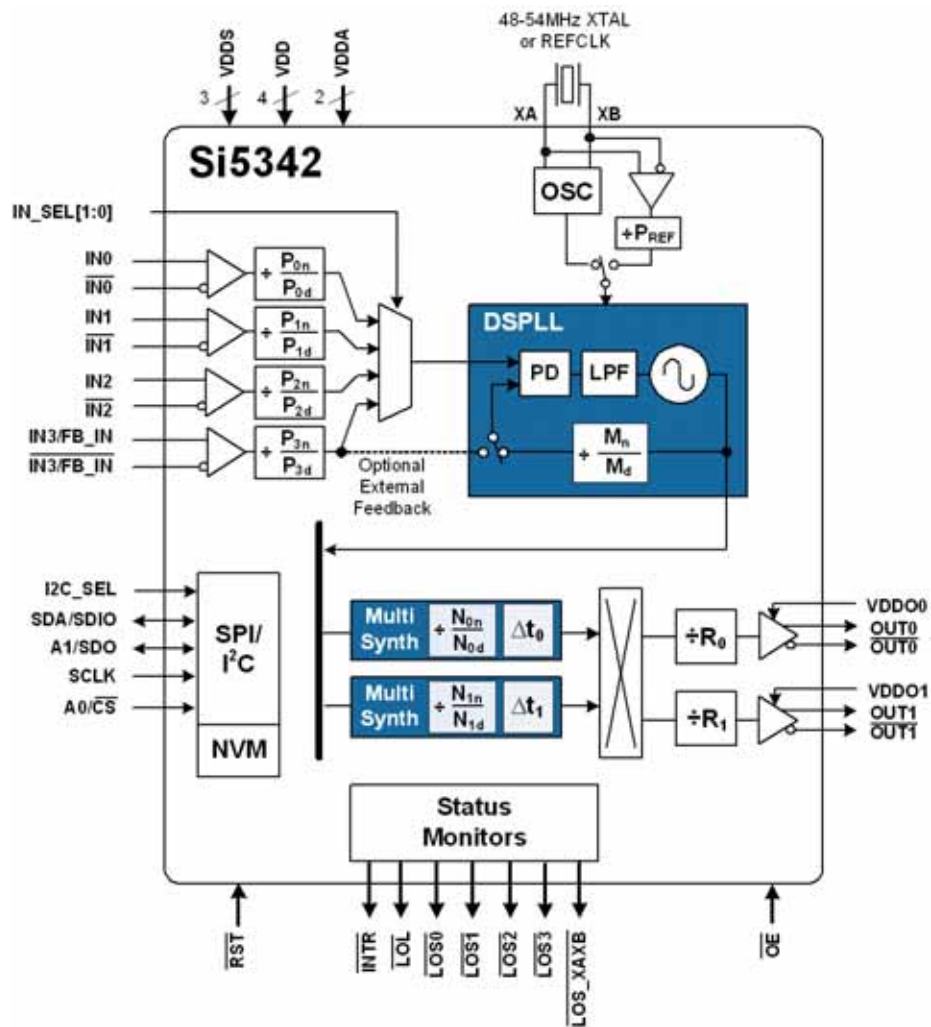 48-54MHz XTAL
or REFCLK
VDDS
VDD
VDDA
3
4
2
XA
XB
Si5342
OSC
÷PREF
IN_SEL[1:0]
IN0
IN0
IN1
IN1
IN2
IN2
IN3/FB_IN
IN3/FB_IN
÷ P0n
P0d
÷ P1n
P1d
÷ P2n
P2d
÷ P3n
P3d
DSPLL
PD
LPF
÷ Mn
Md
Optional
External
Feedback
I2C_SEL
SDA/SDIO
A1/SDO
SCLK
A0/CS
SPI/
I²C
NVM
Multi
Synth
÷ N0n
N0d
Δt0
Multi
Synth
÷ N1n
N1d
Δt1
÷R0
÷R1
VDDO0
OUT0
OUT0
VDDO1
OUT1
OUT1
Status
Monitors
RST
INTR
LOL
LOS0
LOS1
LOS2
LOS3
LOS_XAXB
OE